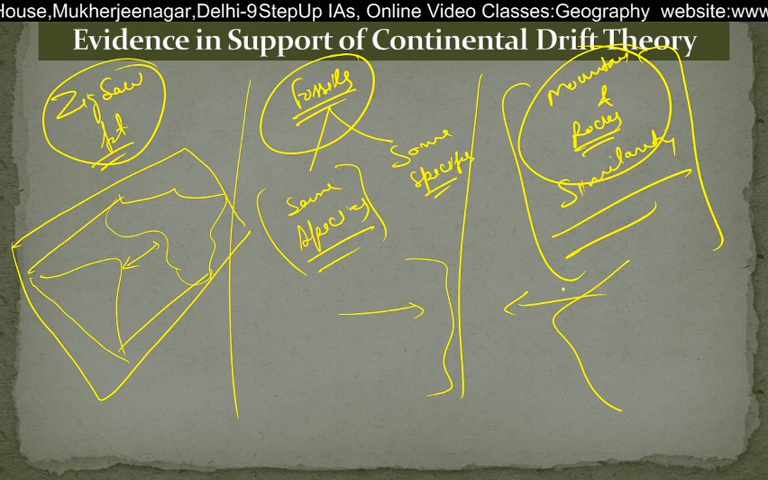 House,Mukherjeenagar,Delhi-9StepUp IAs, Online Video Classes:Geography website:www
Evidence in Support of Continental Drift Theory
Zig Saw
fit
Fossils
Same
Species
Same
Species
Mountain
&
Rocks
Similarity